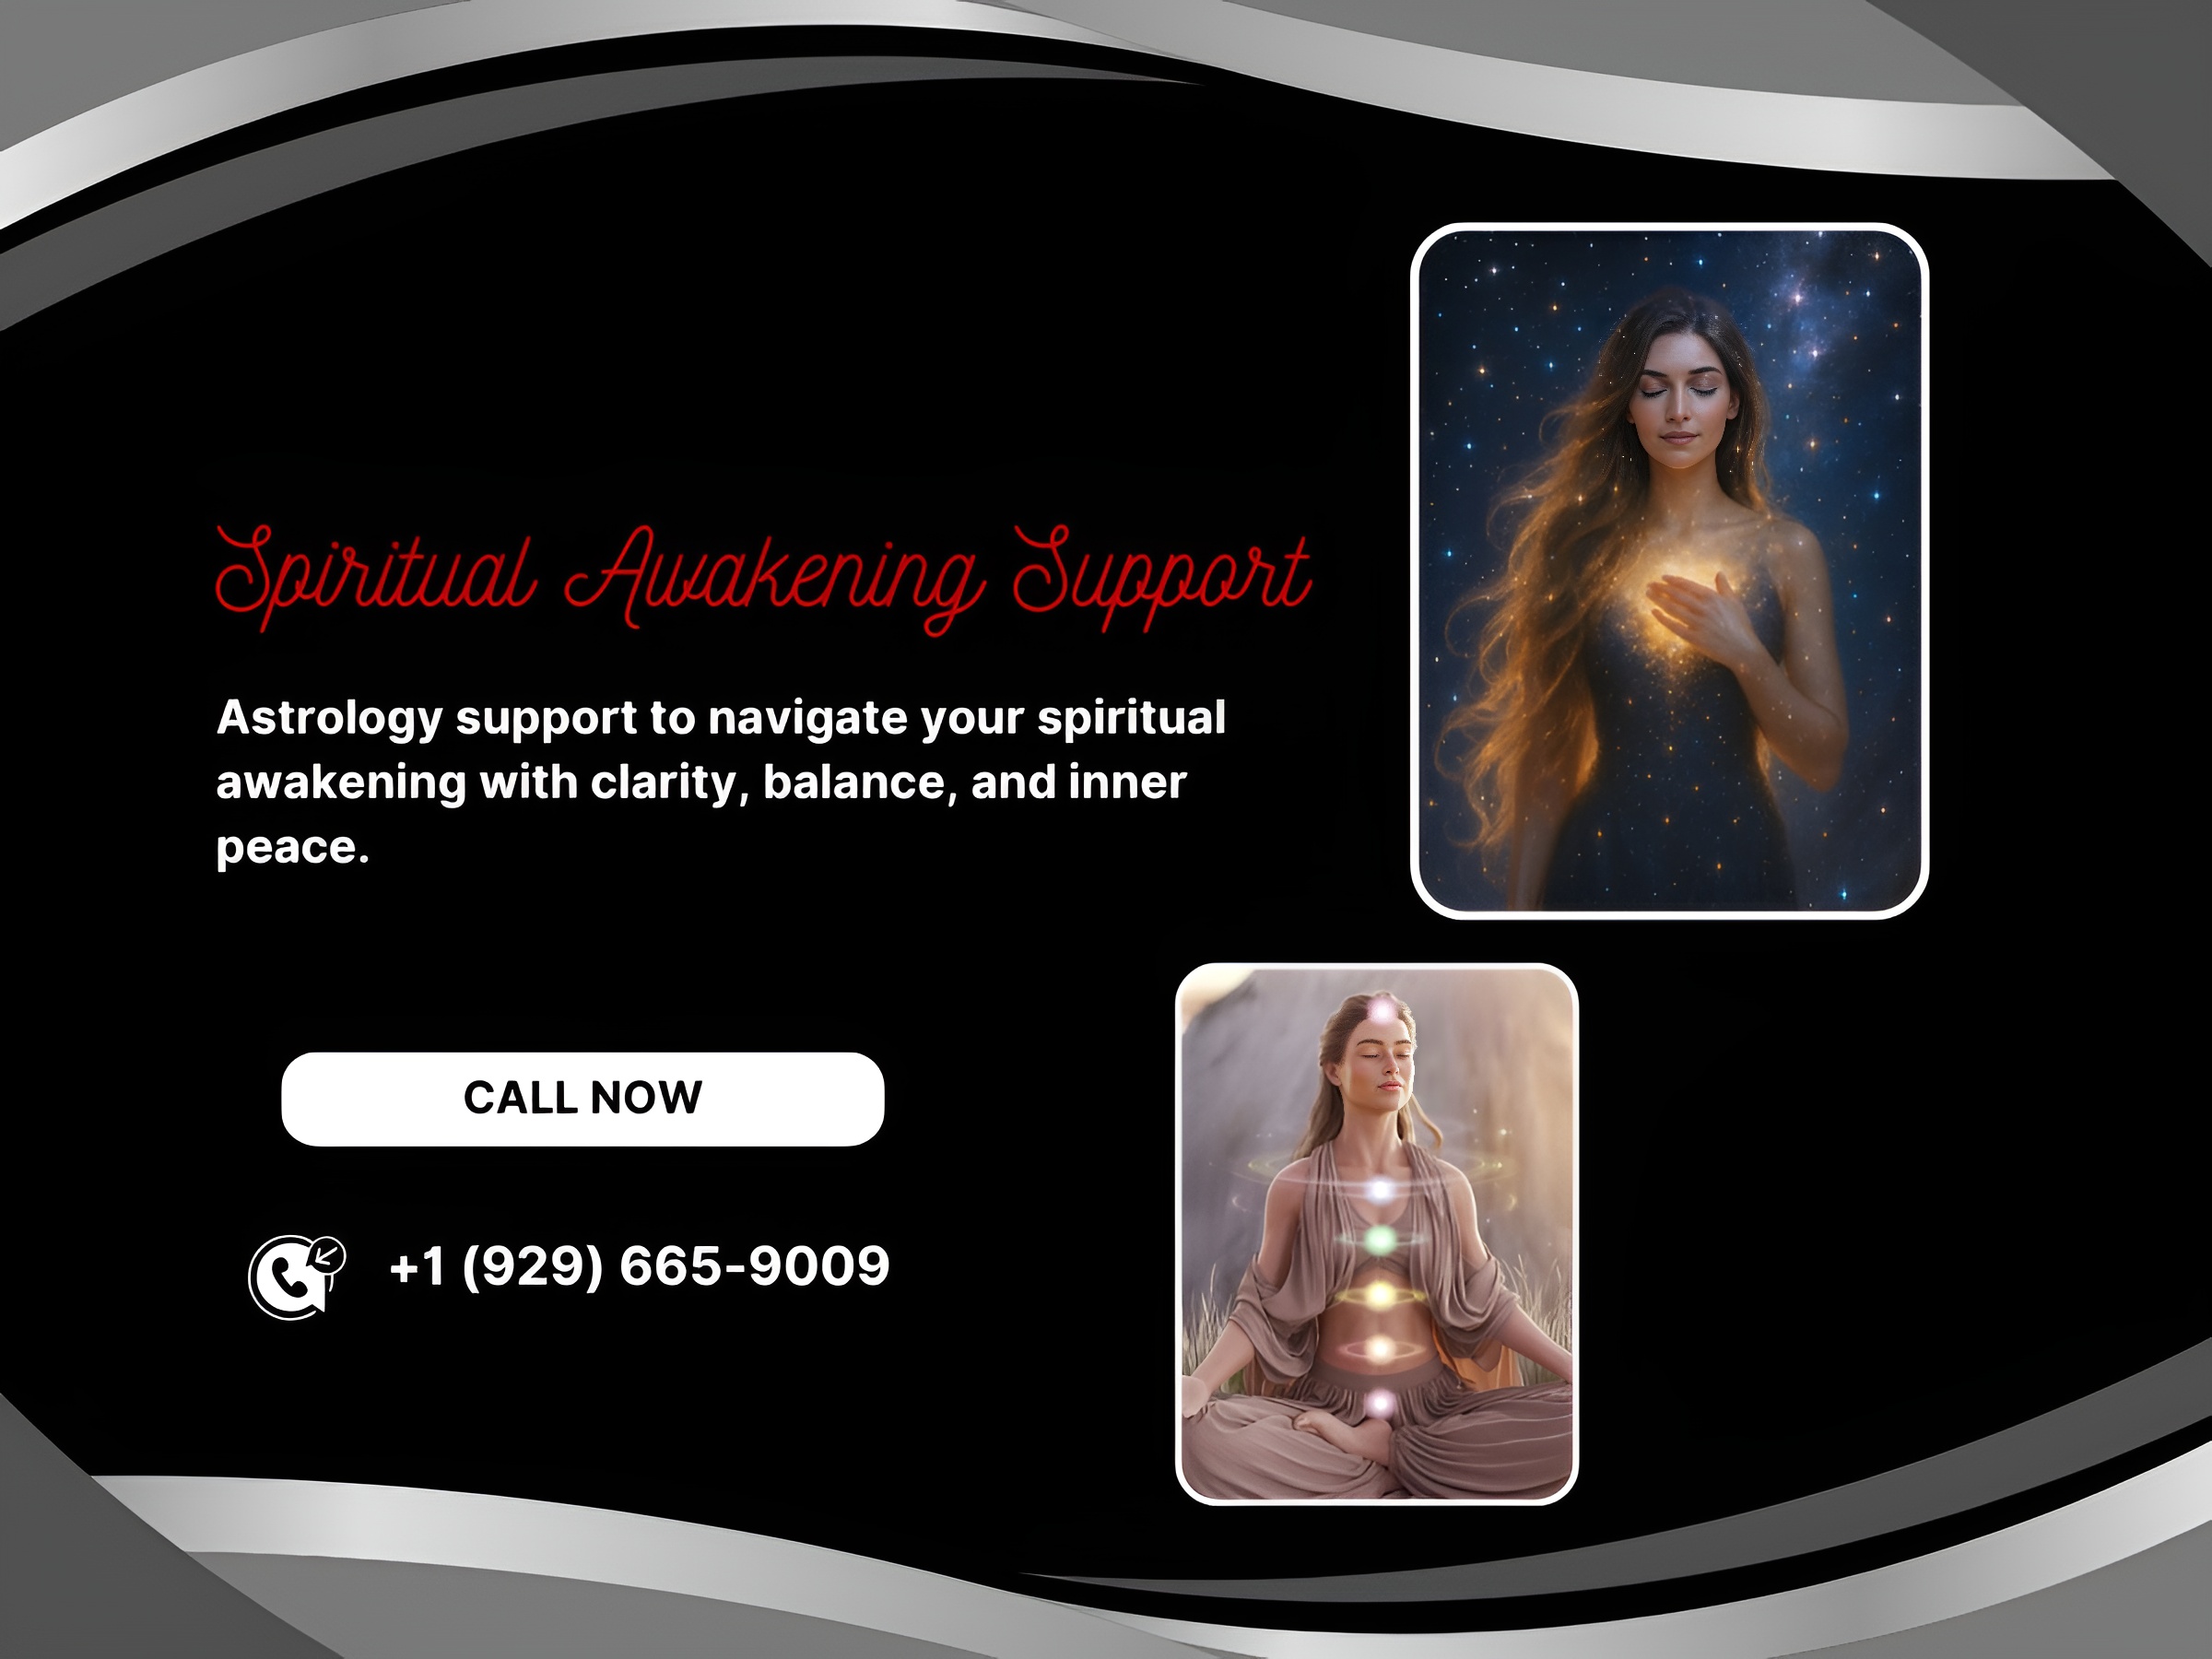 Spiritual Awakening Support
Astrology support to navigate your spiritual
awakening with clarity, balance, and inner
peace.
CALL NOW
+1 (929) 665-9009